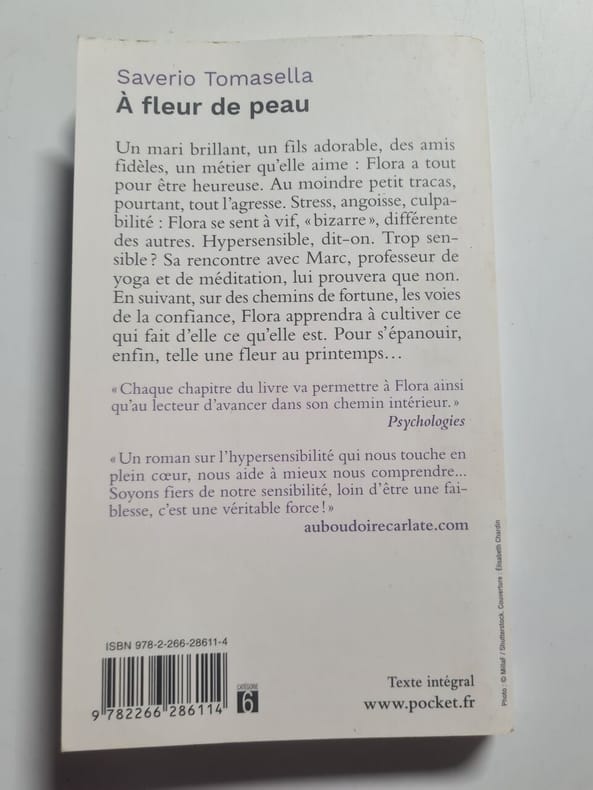 Saverio Tomasella
À fleur de peau
Un mari brillant, un fils adorable, des amis
fidèles, un métier qu'elle aime : Flora a tout
pour être heureuse. Au moindre petit tracas,
pourtant, tout l'agresse. Stress, angoisse, culpa-
bilité : Flora se sent à vif, « bizarre », différente
des autres. Hypersensible, dit-on. Trop sen-
sible ? Sa rencontre avec Marc, professeur de
yoga et de méditation, lui prouvera que non.
En suivant, sur des chemins de fortune, les voies
de la confiance, Flora apprendra à cultiver ce
qui fait d'elle ce qu'elle est. Pour s'épanouir,
enfin, telle une fleur au printemps…
« Chaque chapitre du livre va permettre à Flora ainsi
qu'au lecteur d'avancer dans son chemin intérieur. »
Psychologies
« Un roman sur l'hypersensibilité qui nous touche en
plein cœur, nous aide à mieux nous comprendre...
Soyons fiers de notre sensibilité, loin d'être une fai-
blesse, c'est une véritable force ! »
auboudoirecarlate.com
Photo : © MillaF / Shutterstock. Couverture : Élisabeth Chardin
ISBN 978-2-266-28611-4
9 782266 286114
CATÉGORIE
6
Texte intégral
www.pocket.fr